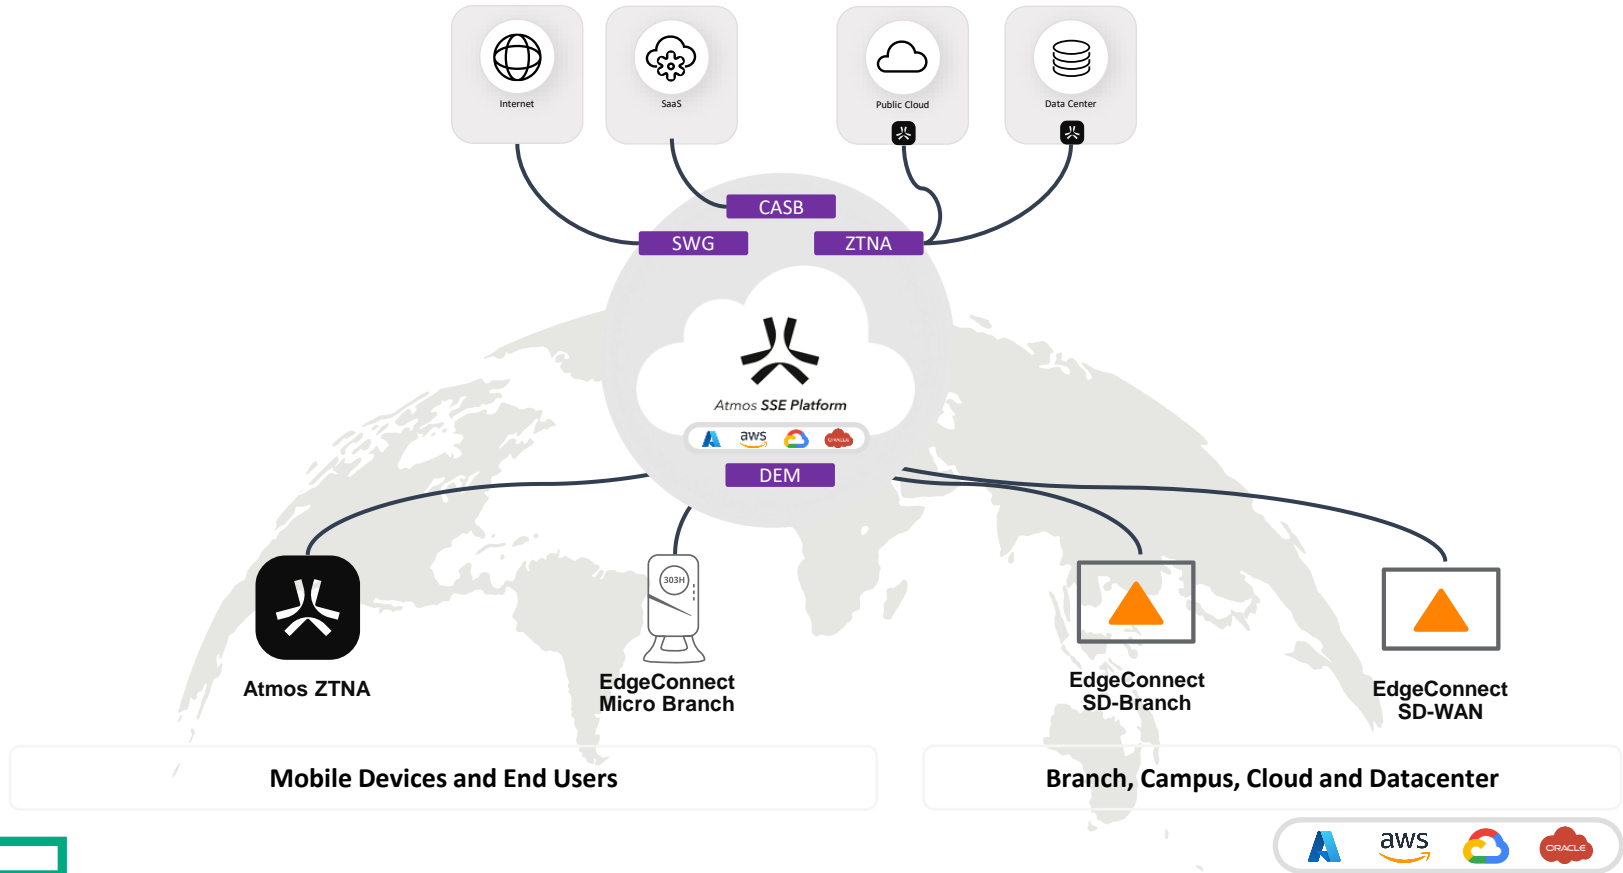 Internet
SaaS
Public Cloud
Data Center
CASB
SWG
ZTNA
Atmos SSE Platform
aws
ORACLE
DEM
303H
Atmos ZTNA
EdgeConnect
Micro Branch
EdgeConnect
SD-Branch
EdgeConnect
SD-WAN
Mobile Devices and End Users
Branch, Campus, Cloud and Datacenter
aws
ORACLE